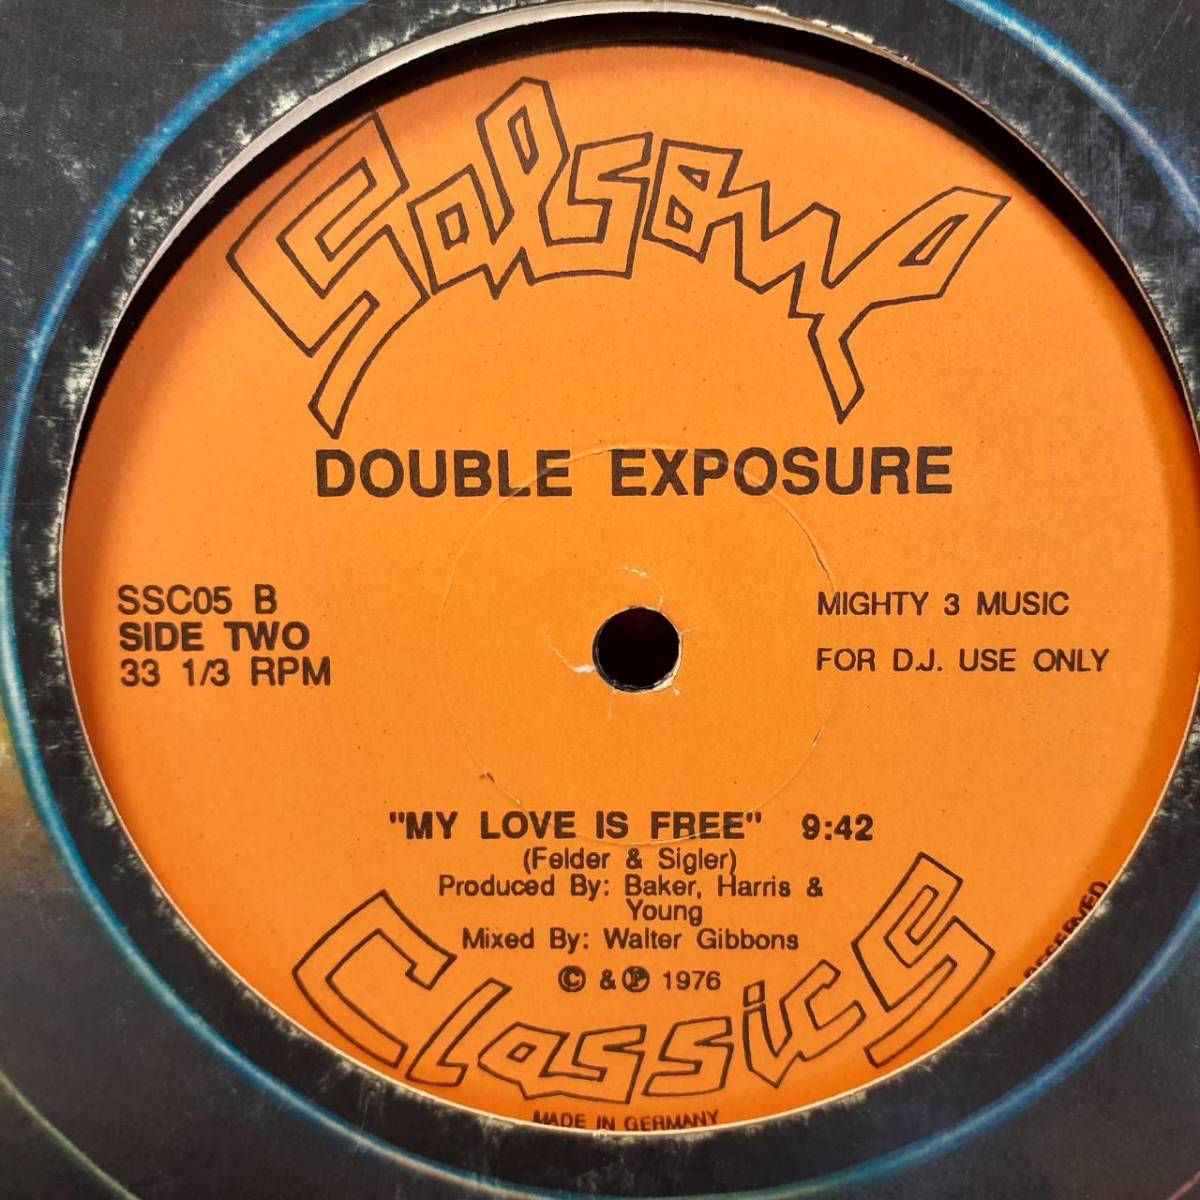 Salsoul
DOUBLE EXPOSURE
SSC05 B
SIDE TWO
33 1/3 RPM
MIGHTY 3 MUSIC
FOR D.J. USE ONLY
"MY LOVE IS FREE" 9:42
(Felder & Sigler)
Produced By: Baker, Harris &
Young
Mixed By: Walter Gibbons
© & ℗ 1976
Classics
RESERVED
MADE IN GERMANY